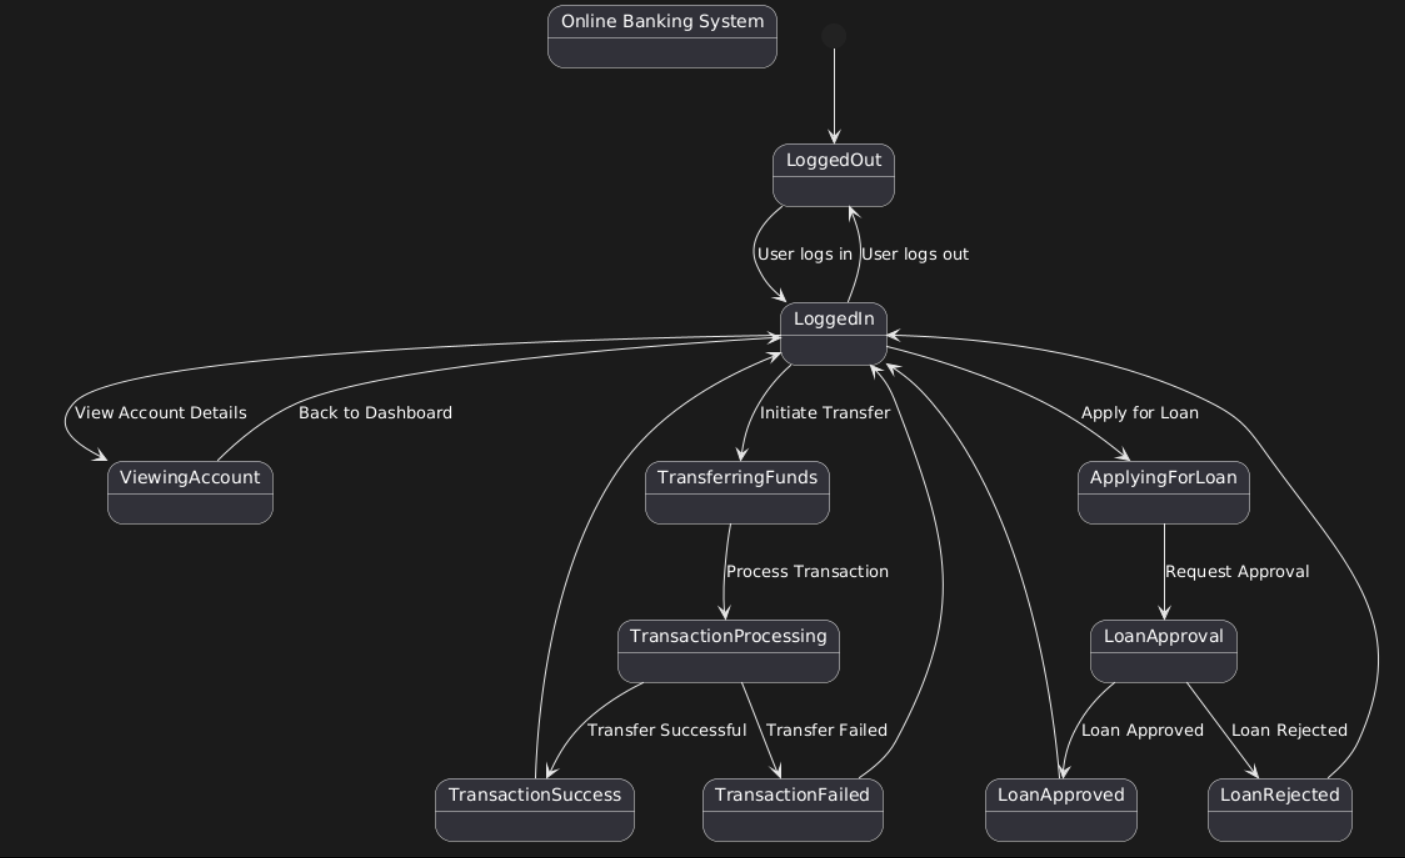 Online Banking System
LoggedOut
User logs in
User logs out
LoggedIn
View Account Details
Back to Dashboard
Initiate Transfer
Apply for Loan
ViewingAccount
TransferringFunds
ApplyingForLoan
Process Transaction
Request Approval
TransactionProcessing
LoanApproval
Transfer Successful
Transfer Failed
Loan Approved
Loan Rejected
TransactionSuccess
TransactionFailed
LoanApproved
LoanRejected